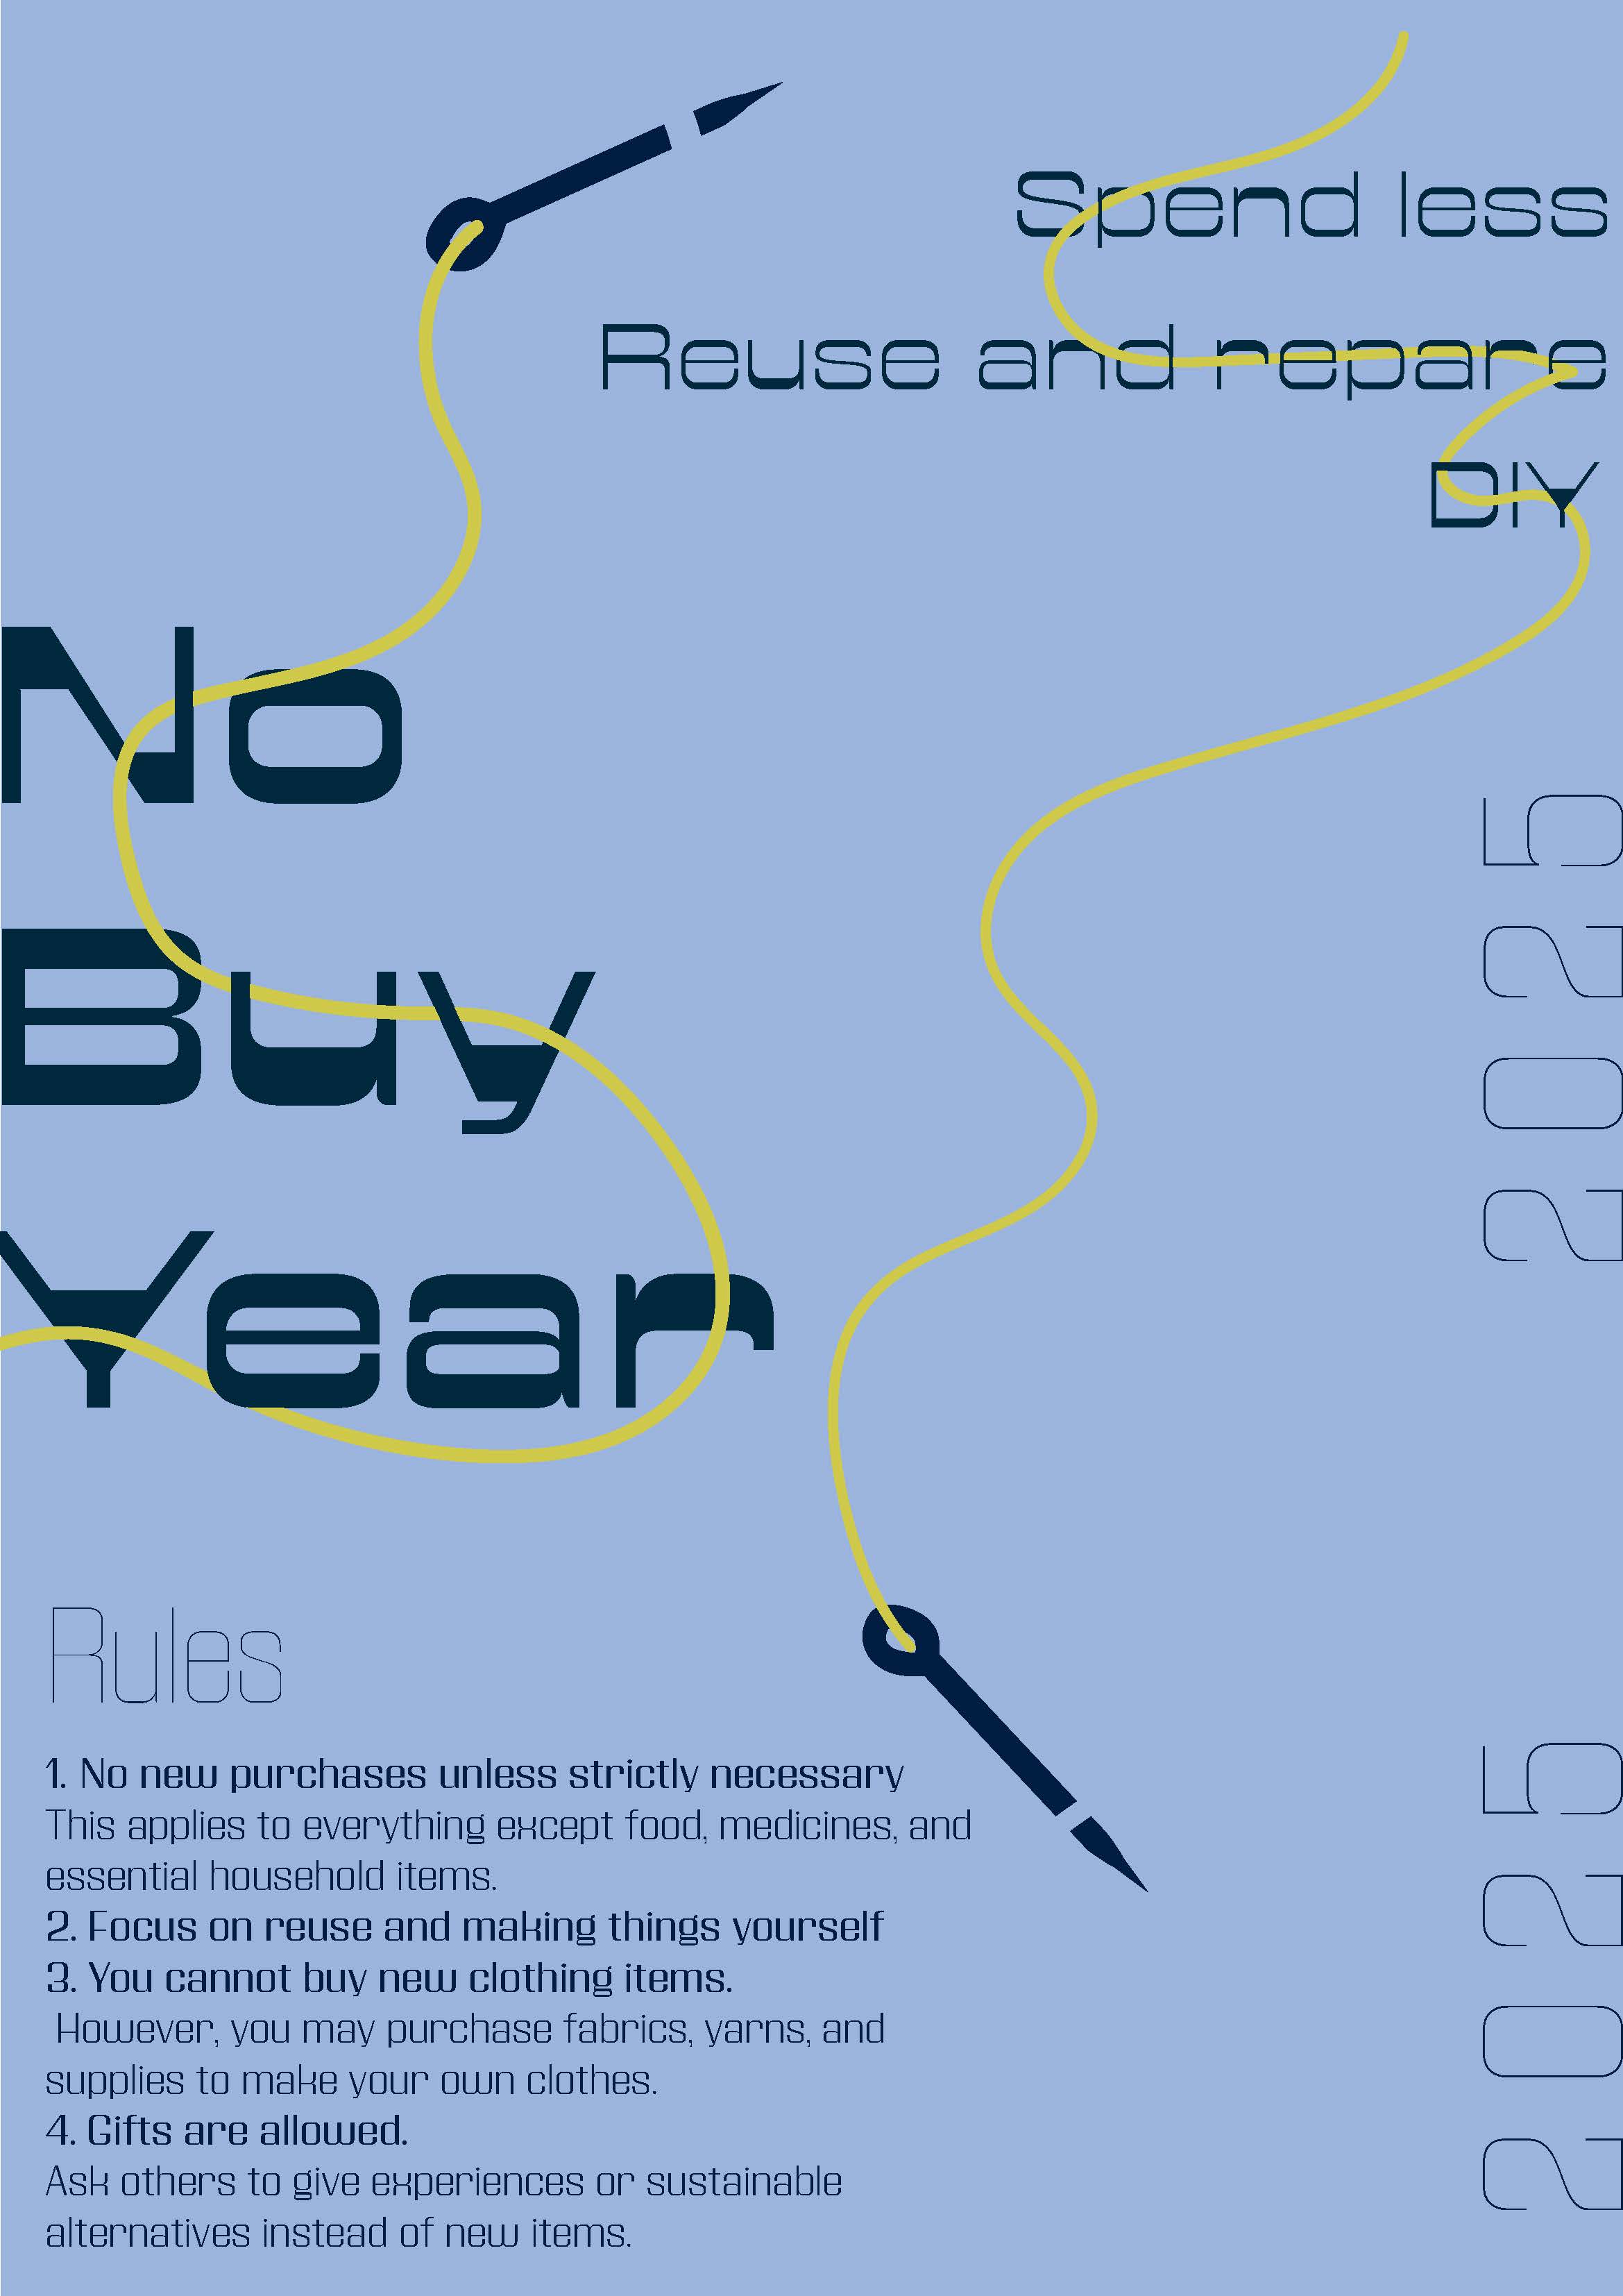 Spend less
Reuse and repare
DIY
No
Buy
Year
2025
Rules
1. No new purchases unless strictly necessary
This applies to everything except food, medicines, and
essential household items.
2. Focus on reuse and making things yourself
3. You cannot buy new clothing items.
However, you may purchase fabrics, yarns, and
supplies to make your own clothes.
4. Gifts are allowed.
Ask others to give experiences or sustainable
alternatives instead of new items.
2025